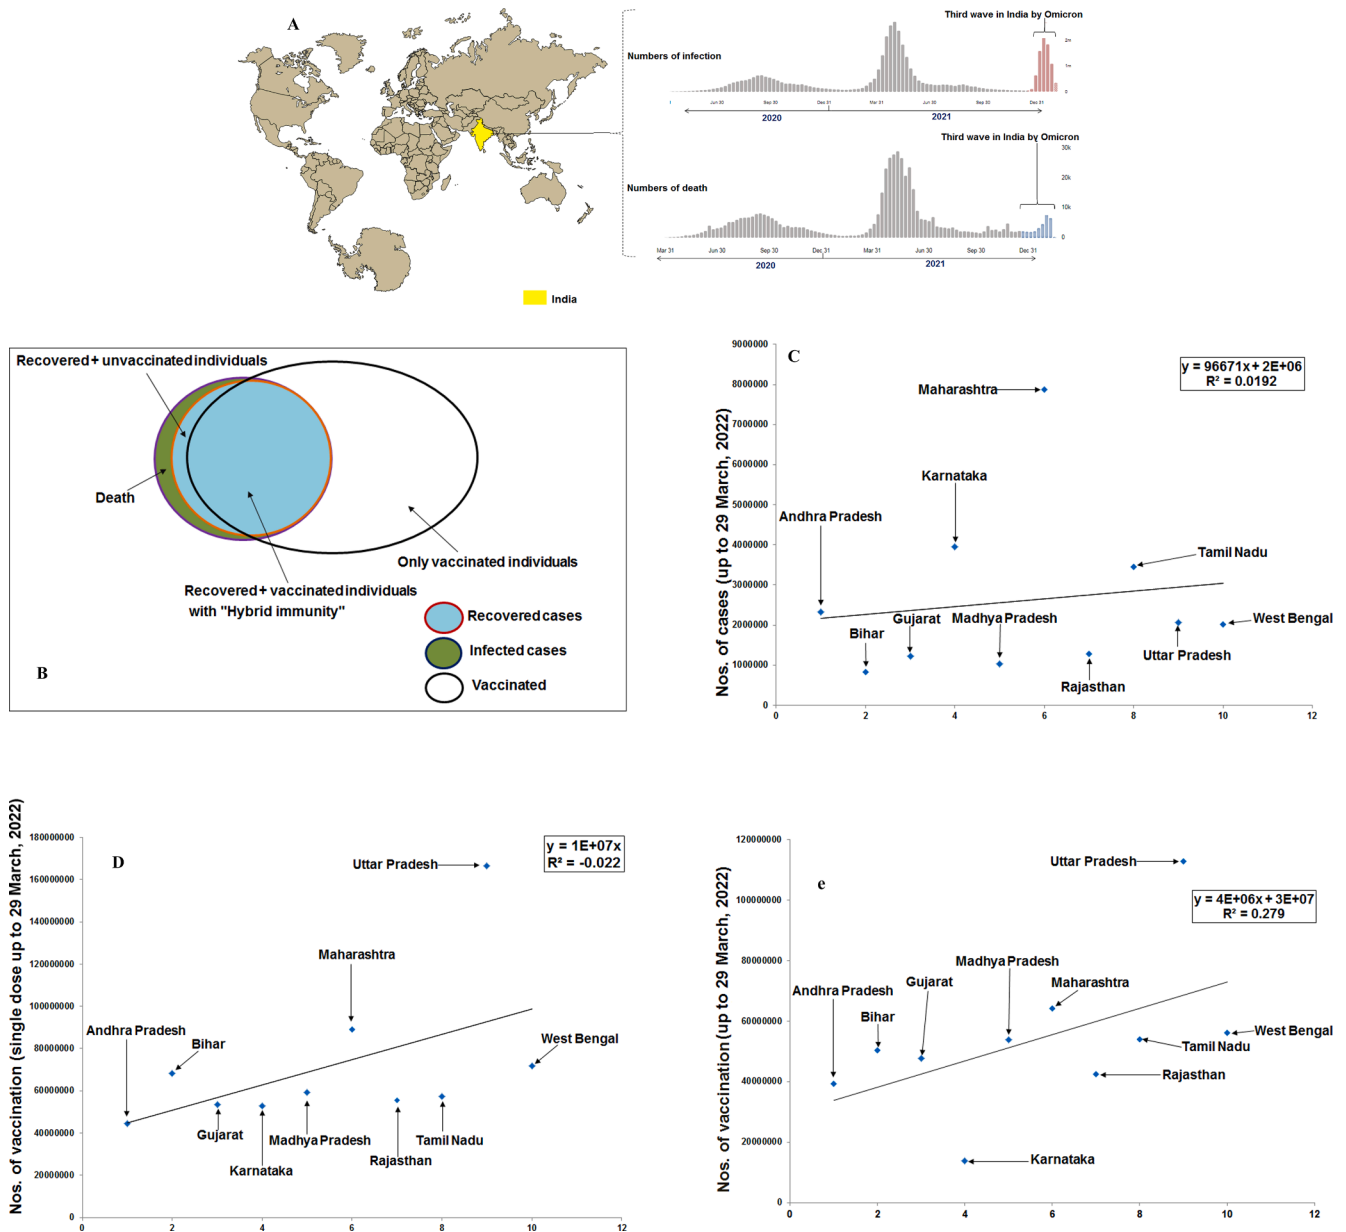 A
Numbers of infection
Third wave in India by Omicron
2m
1m
0
Jun 30
Sep 30
Dec 31
Mar 31
Jun 30
Sep 30
Dec 31
2020
2021
Numbers of death
Third wave in India by Omicron
30k
20k
10k
0
Mar 31
Jun 30
Sep 30
Dec 31
Mar 31
Jun 30
Sep 30
Dec 31
2020
2021
India
Recovered + unvaccinated individuals
Death
Only vaccinated individuals
Recovered + vaccinated individuals
with "Hybrid immunity"
Recovered cases
Infected cases
Vaccinated
B
C
Nos. of cases (up to 29 March, 2022)
9000000
8000000
7000000
6000000
5000000
4000000
3000000
2000000
1000000
0
0
2
4
6
8
10
12
y = 96671x + 2E+06
R² = 0.0192
Maharashtra
Karnataka
Andhra Pradesh
Tamil Nadu
Gujarat
Madhya Pradesh
Bihar
West Bengal
Uttar Pradesh
Rajasthan
D
Nos. of vaccination (single dose up to 29 March, 2022)
180000000
160000000
140000000
120000000
100000000
80000000
60000000
40000000
20000000
0
0
2
4
6
8
10
12
y = 1E+07x
R² = -0.022
Uttar Pradesh
Maharashtra
Andhra Pradesh
Bihar
West Bengal
Gujarat
Madhya Pradesh
Tamil Nadu
Rajasthan
Karnataka
e
Nos. of vaccination (up to 29 March, 2022)
120000000
100000000
80000000
60000000
40000000
20000000
0
0
2
4
6
8
10
12
y = 4E+06x + 3E+07
R² = 0.279
Uttar Pradesh
Madhya Pradesh
Gujarat
Maharashtra
Andhra Pradesh
Bihar
West Bengal
Tamil Nadu
Rajasthan
Karnataka